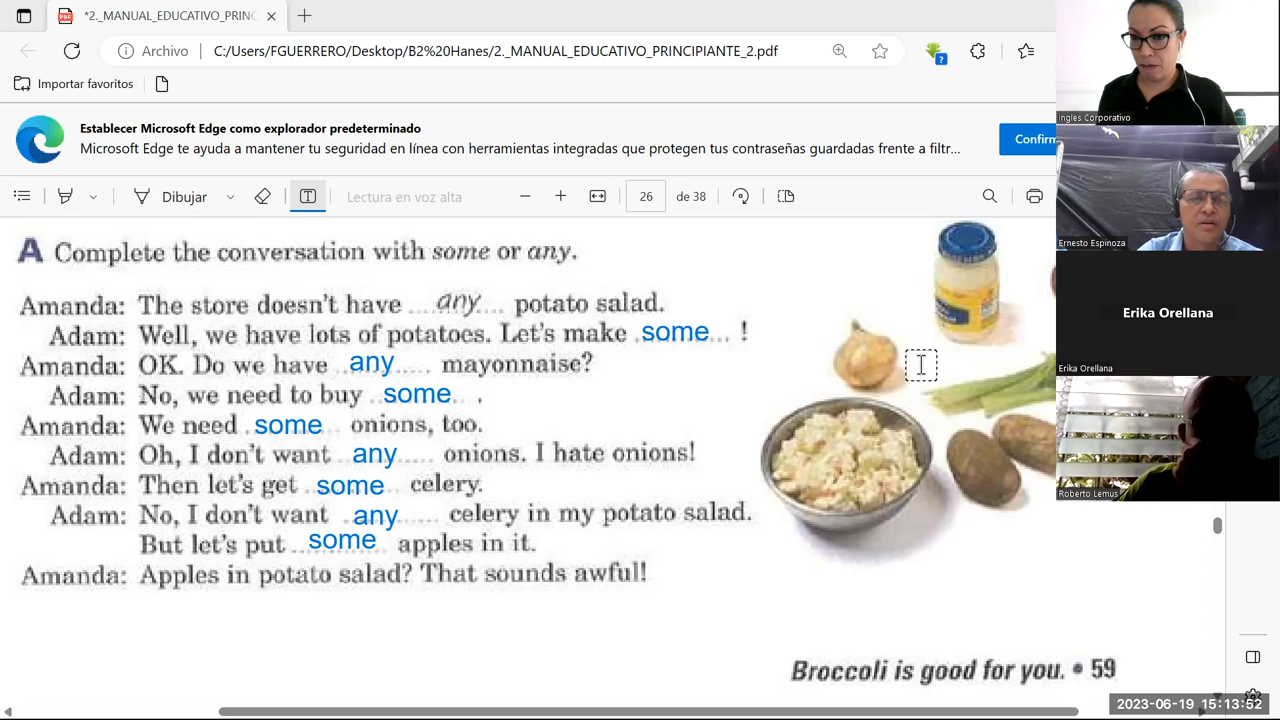 *2._MANUAL_EDUCATIVO_PRINC
Archivo
C:/Users/FGUERRERO/Desktop/B2%20Hanes/2._MANUAL_EDUCATIVO_PRINCIPIANTE_2.pdf
Importar favoritos
Establecer Microsoft Edge como explorador predeterminado
Microsoft Edge te ayuda a mantener tu seguridad en línea con herramientas integradas que protegen tus contraseñas guardadas frente a filtr...
Confirm
Dibujar
Lectura en voz alta
26
de 38
A Complete the conversation with some or any.
Amanda: The store doesn't have any potato salad.
Adam: Well, we have lots of potatoes. Let's make some !
Amanda: OK. Do we have any mayonnaise?
Adam: No, we need to buy some .
Amanda: We need some onions, too.
Adam: Oh, I don't want any onions. I hate onions!
Amanda: Then let's get some celery.
Adam: No, I don't want any celery in my potato salad.
But let's put some apples in it.
Amanda: Apples in potato salad? That sounds awful!
Broccoli is good for you. • 59
Ingles Corporativo
Ernesto Espinoza
Erika Orellana
Erika Orellana
Roberto Lemus
2023-06-19 15:13:52